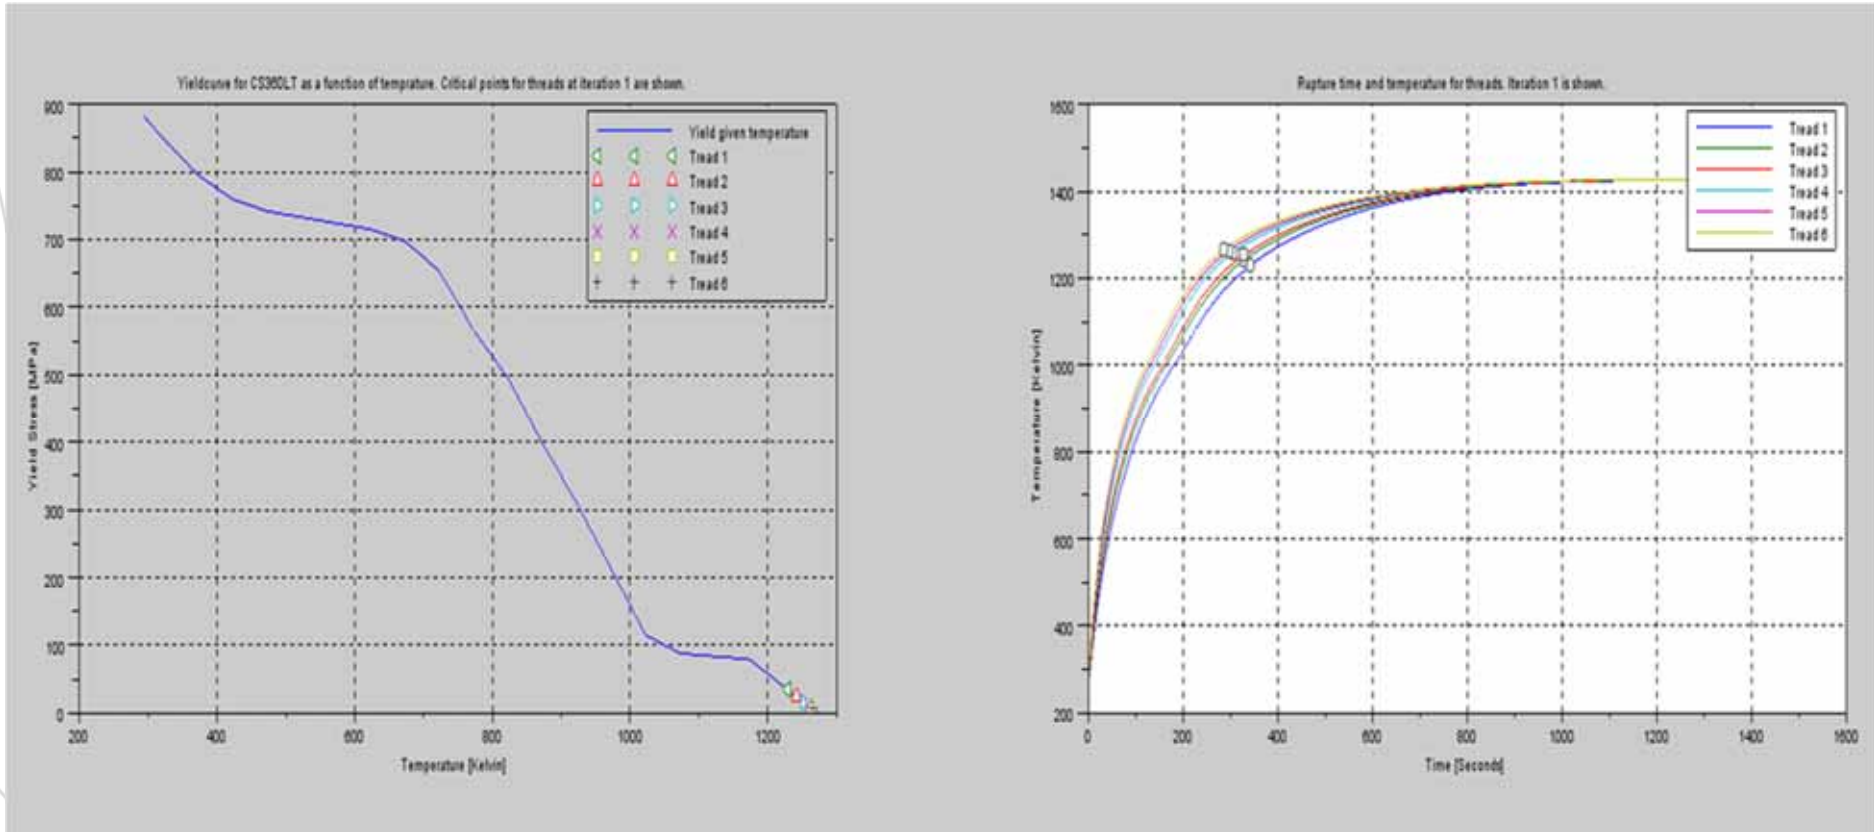 Yieldcurve for CS360LT as a function of temprature. Critical points for threads at iteration 1 are shown.
900
800
700
600
500
400
300
200
100
0
Yield Stress [MPa]
200
400
600
800
1000
1200
Temperature [Kelvin]
Yield given temperature
Tread 1
Tread 2
Tread 3
Tread 4
Tread 5
Tread 6
Rupture time and temperature for threads. Iteration 1 is shown.
1600
1400
1200
1000
800
600
400
200
Temperature [Kelvin]
0
200
400
600
800
1000
1200
1400
1600
Time [Seconds]
Tread 1
Tread 2
Tread 3
Tread 4
Tread 5
Tread 6